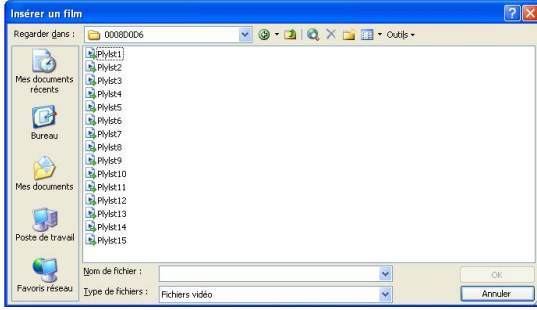 Insérer un film
Regarder dans : 0008D0D6 Outils
Plylst1
Plylst2
Plylst3
Plylst4
Plylst5
Plylst6
Plylst7
Plylst8
Plylst9
Plylst10
Plylst11
Plylst12
Plylst13
Plylst14
Plylst15
Mes documents
récents
Bureau
Mes documents
Poste de travail
Favoris réseau
Nom de fichier :
OK
Type de fichiers : Fichiers vidéo
Annuler